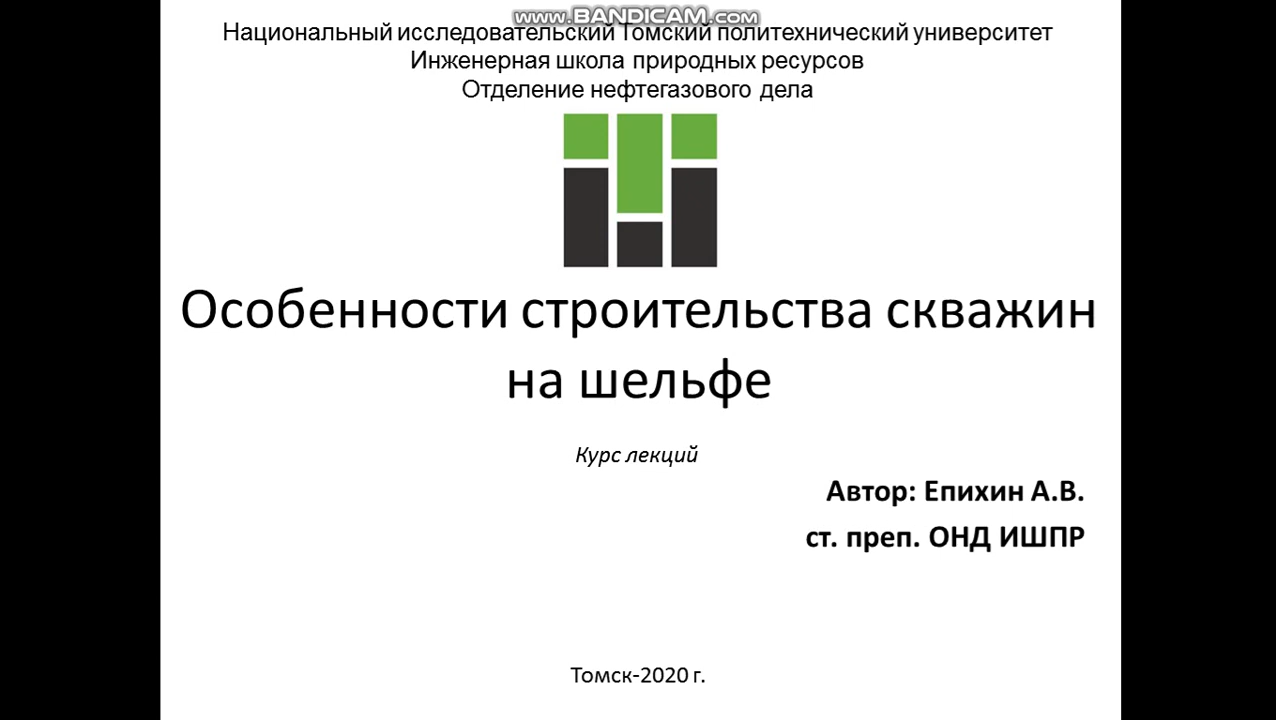 www.BANDICAM.com
Национальный исследовательский Томский политехнический университет
Инженерная школа природных ресурсов
Отделение нефтегазового дела
Особенности строительства скважин
на шельфе
Курс лекций
Автор: Епихин А.В.
ст. преп. ОНД ИШПР
Томск-2020 г.